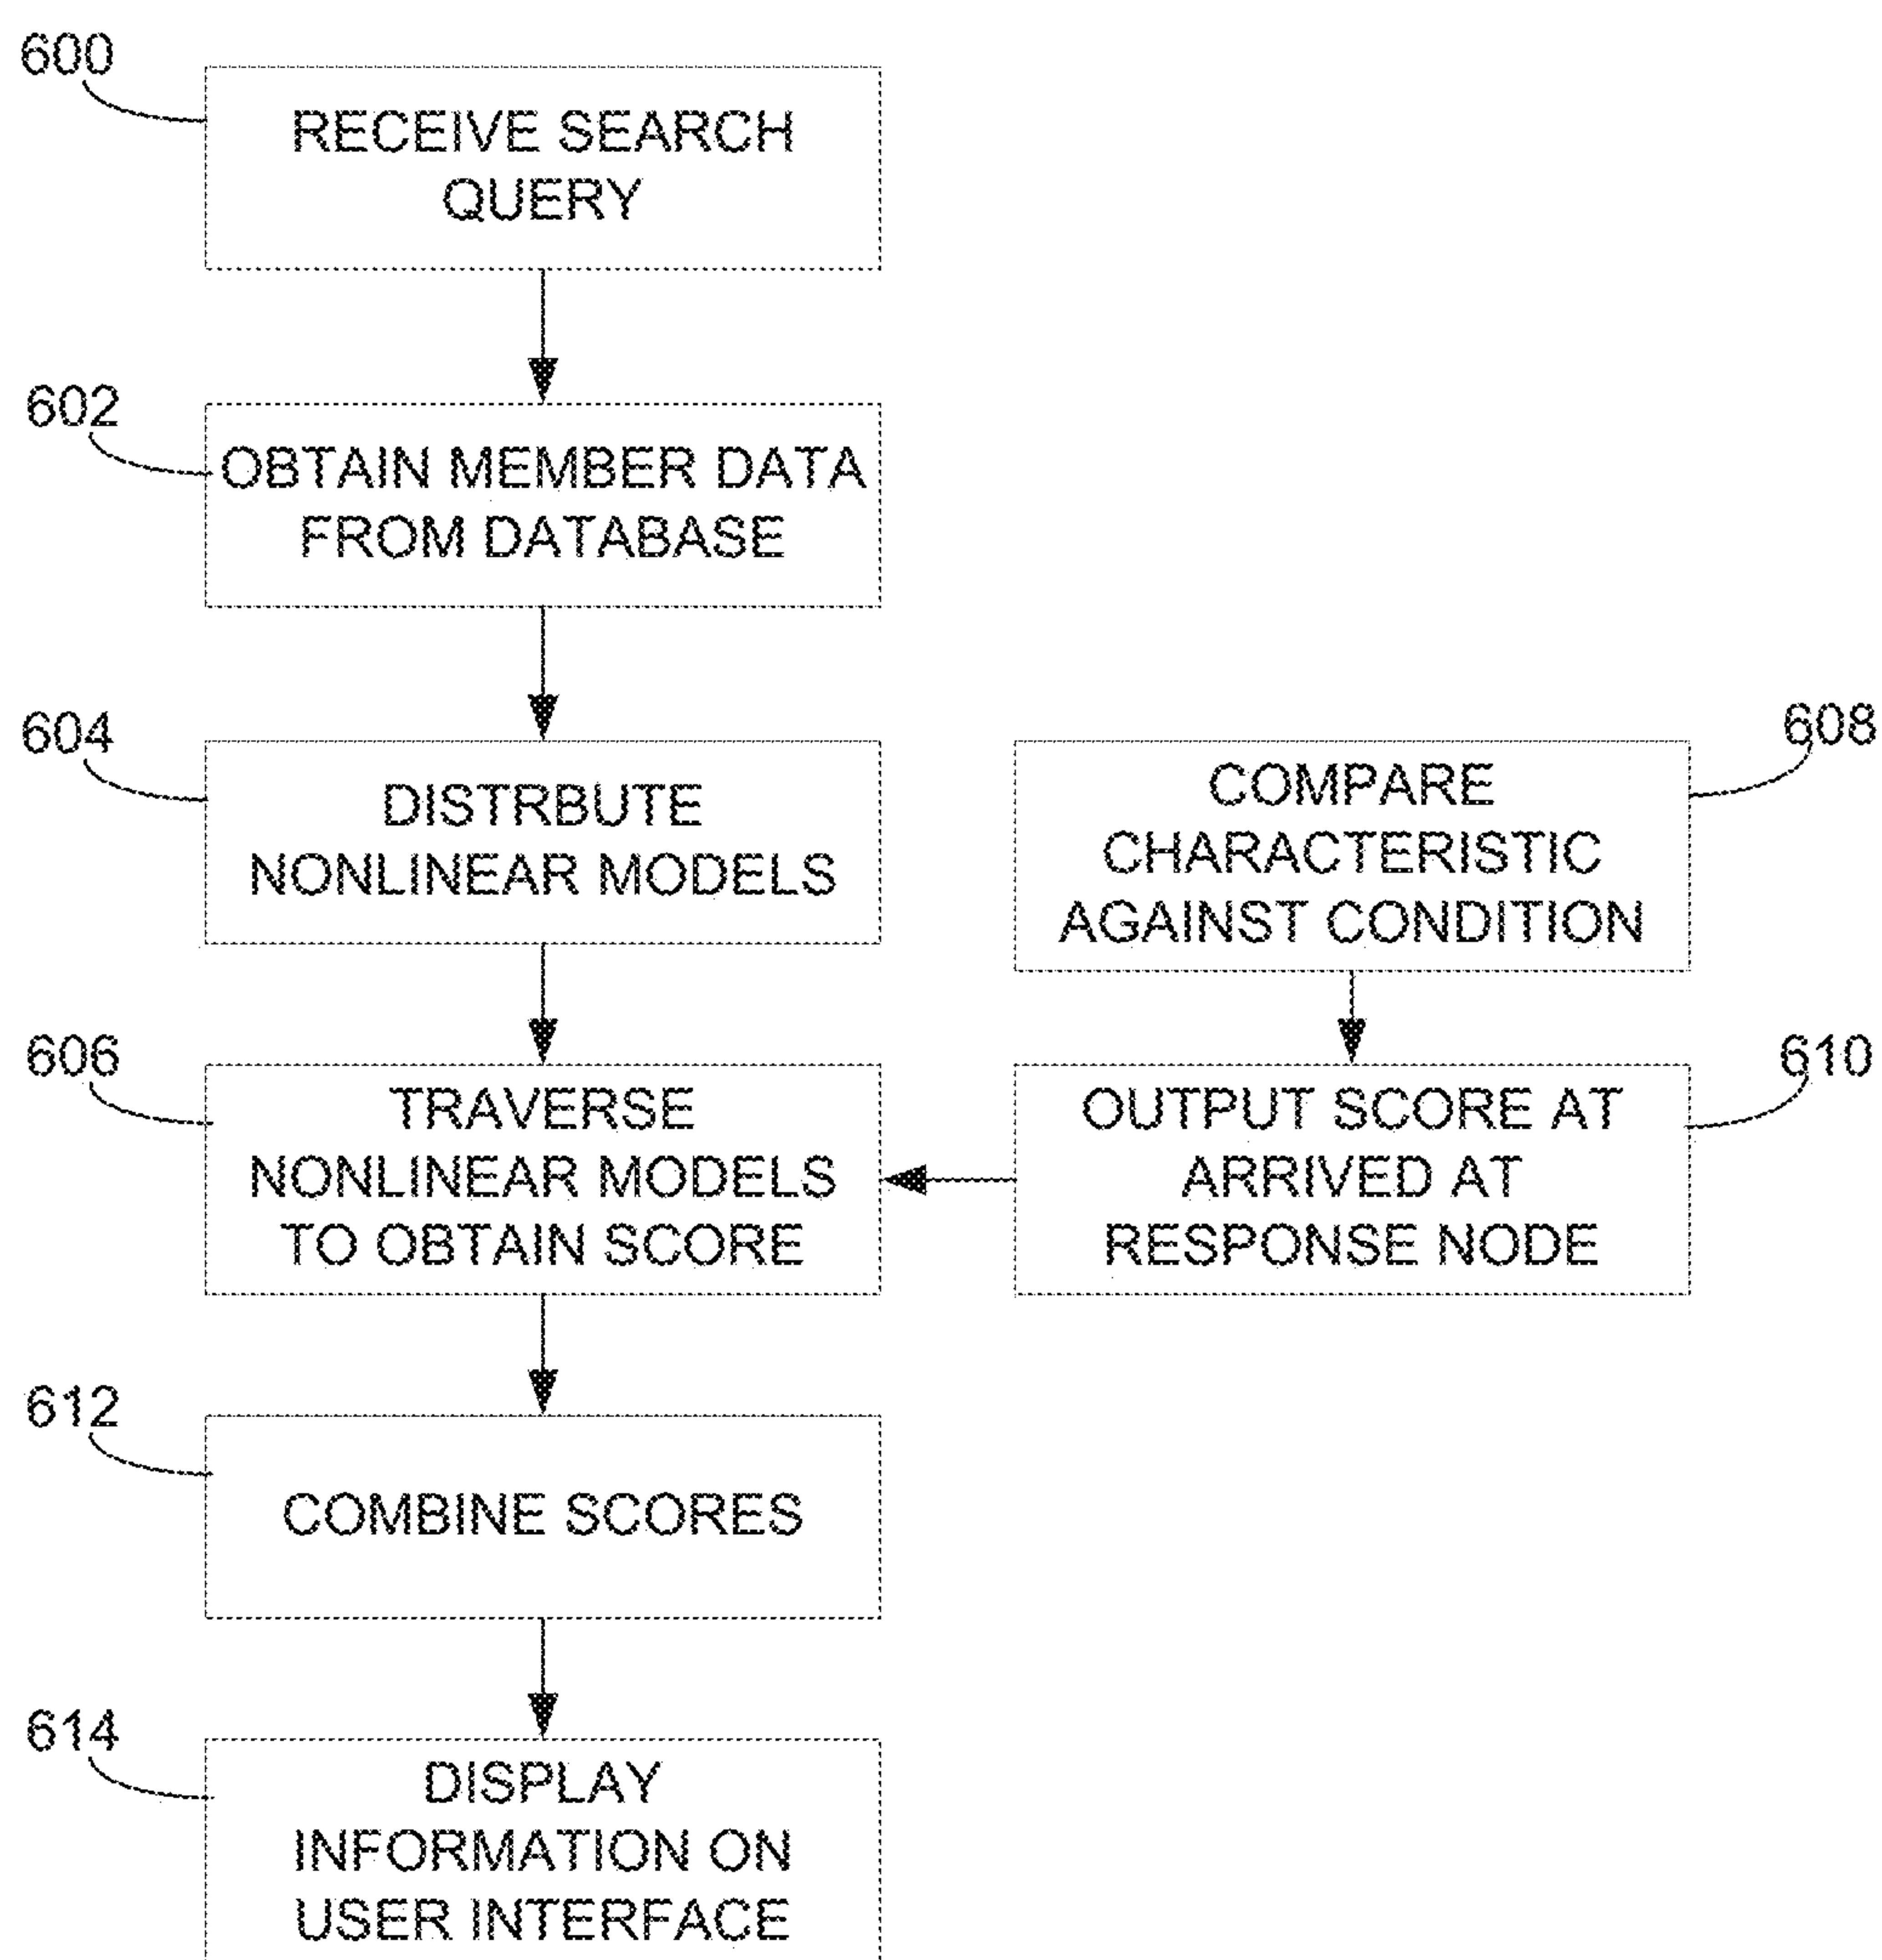 600
RECEIVE SEARCH
QUERY
602
OBTAIN MEMBER DATA
FROM DATABASE
604
DISTRBUTE
NONLINEAR MODELS
608
COMPARE
CHARACTERISTIC
AGAINST CONDITION
606
TRAVERSE
NONLINEAR MODELS
TO OBTAIN SCORE
610
OUTPUT SCORE AT
ARRIVED AT
RESPONSE NODE
612
COMBINE SCORES
614
DISPLAY
INFORMATION ON
USER INTERFACE